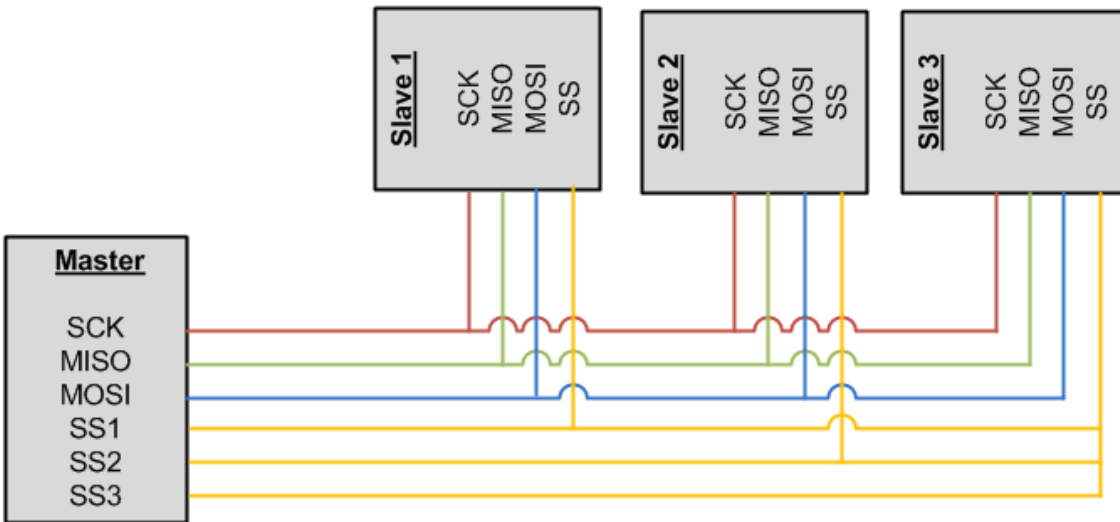 Slave 1
SCK
MISO
MOSI
SS
Slave 2
SCK
MISO
MOSI
SS
Slave 3
SCK
MISO
MOSI
SS
Master
SCK
MISO
MOSI
SS1
SS2
SS3